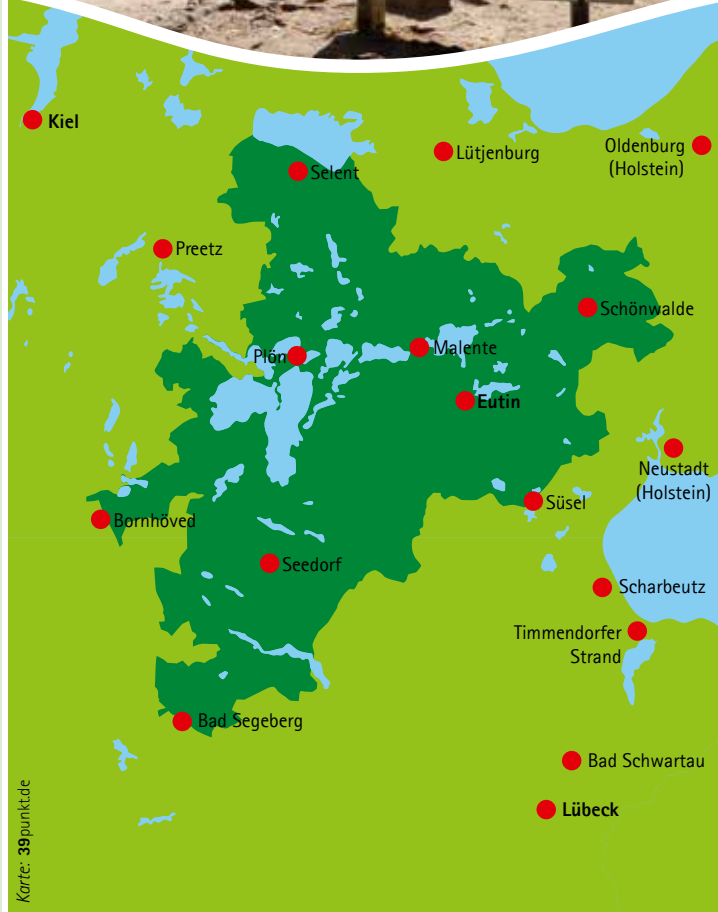 Kiel
Lütjenburg
Oldenburg
(Holstein)
Selent
Preetz
Schönwalde
Malente
Plön
Eutin
Neustadt
(Holstein)
Süsel
Bornhöved
Seedorf
Scharbeutz
Timmendorfer
Strand
Bad Segeberg
Bad Schwartau
Lübeck
Karte: 39punkt.de